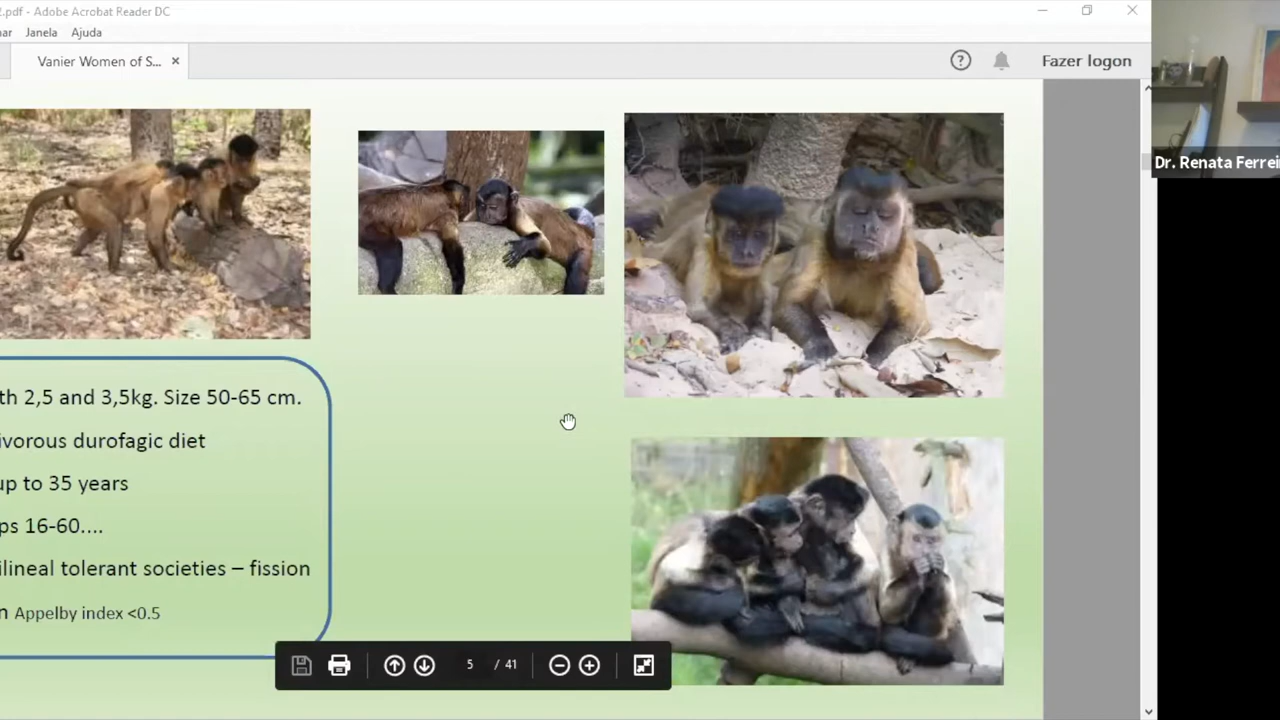 2.pdf - Adobe Acrobat Reader DC
Janela Ajuda
Vanier Women of S...
Fazer logon
Dr. Renata Ferrei
th 2,5 and 3,5kg. Size 50-65 cm.
ivorous durofagic diet
up to 35 years
ps 16-60....
ilineal tolerant societies – fission
n Appelby index <0.5
5 / 41